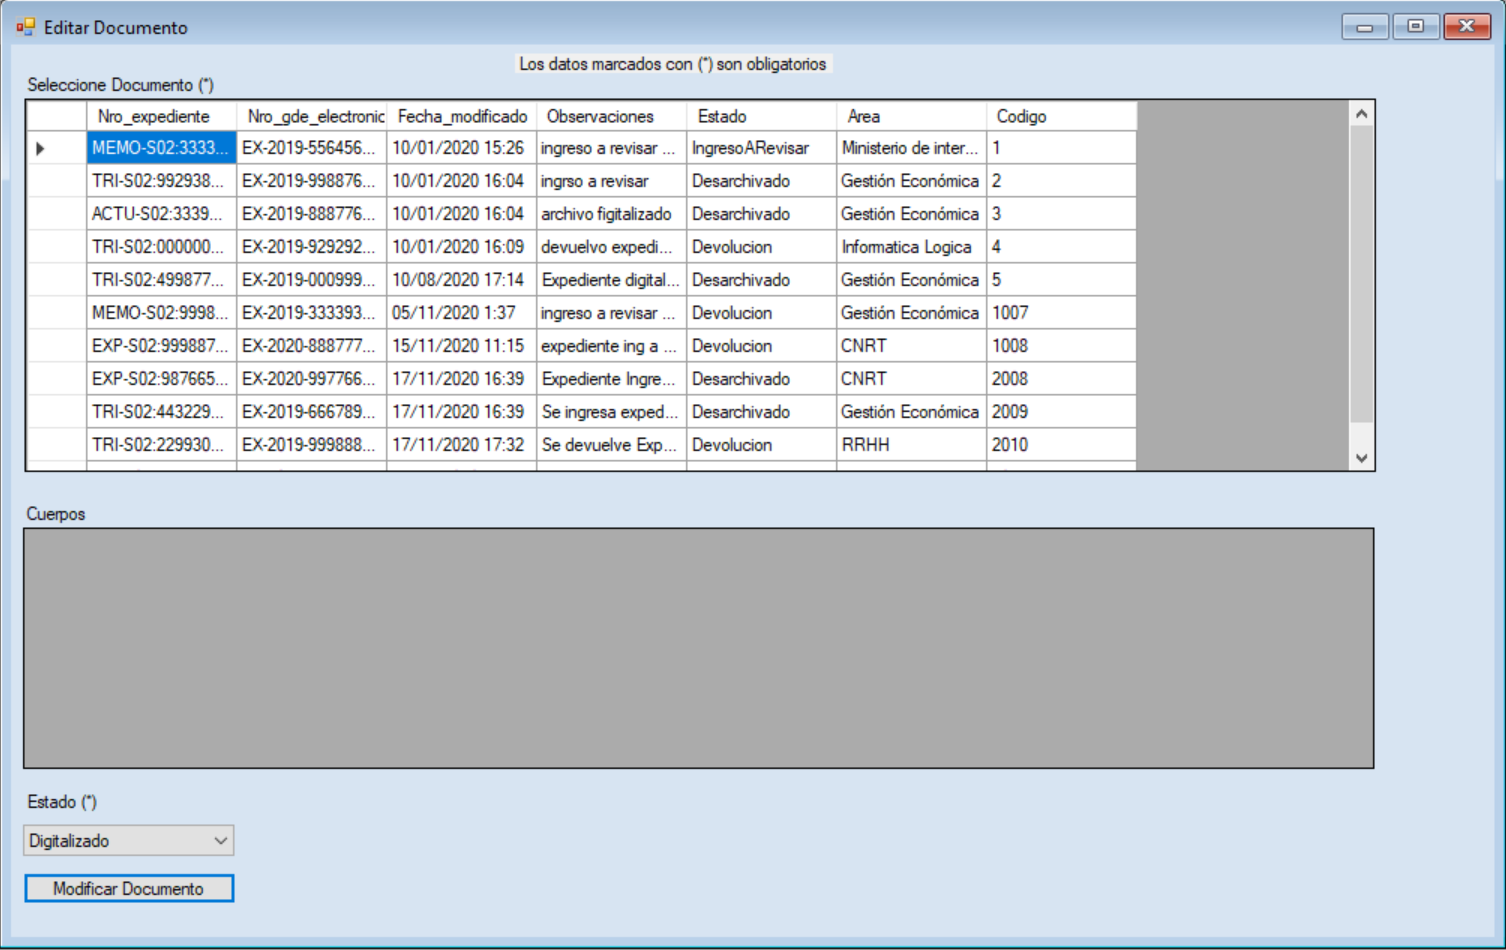 Editar Documento
Los datos marcados con (*) son obligatorios
Seleccione Documento (*)
Nro_expediente Nro_gde_electronic Fecha_modificado Observaciones Estado Area Codigo
MEMO-S02:3333... EX-2019-556456... 10/01/2020 15:26 ingreso a revisar ... IngresoARevisar Ministerio de inter... 1
TRI-S02:992938... EX-2019-998876... 10/01/2020 16:04 ingrso a revisar Desarchivado Gestión Económica 2
ACTU-S02:3339... EX-2019-888776... 10/01/2020 16:04 archivo figitalizado Desarchivado Gestión Económica 3
TRI-S02:000000... EX-2019-929292... 10/01/2020 16:09 devuelvo expedi... Devolucion Informatica Logica 4
TRI-S02:499877... EX-2019-000999... 10/08/2020 17:14 Expediente digital... Desarchivado Gestión Económica 5
MEMO-S02:9998... EX-2019-333393... 05/11/2020 1:37 ingreso a revisar ... Devolucion Gestión Económica 1007
EXP-S02:999887... EX-2020-888777... 15/11/2020 11:15 expediente ing a ... Devolucion CNRT 1008
EXP-S02:987665... EX-2020-997766... 17/11/2020 16:39 Expediente Ingre... Desarchivado CNRT 2008
TRI-S02:443229... EX-2019-666789... 17/11/2020 16:39 Se ingresa exped... Desarchivado Gestión Económica 2009
TRI-S02:229930... EX-2019-999888... 17/11/2020 17:32 Se devuelve Exp... Devolucion RRHH 2010
Cuerpos
Estado (*)
Digitalizado
Modificar Documento